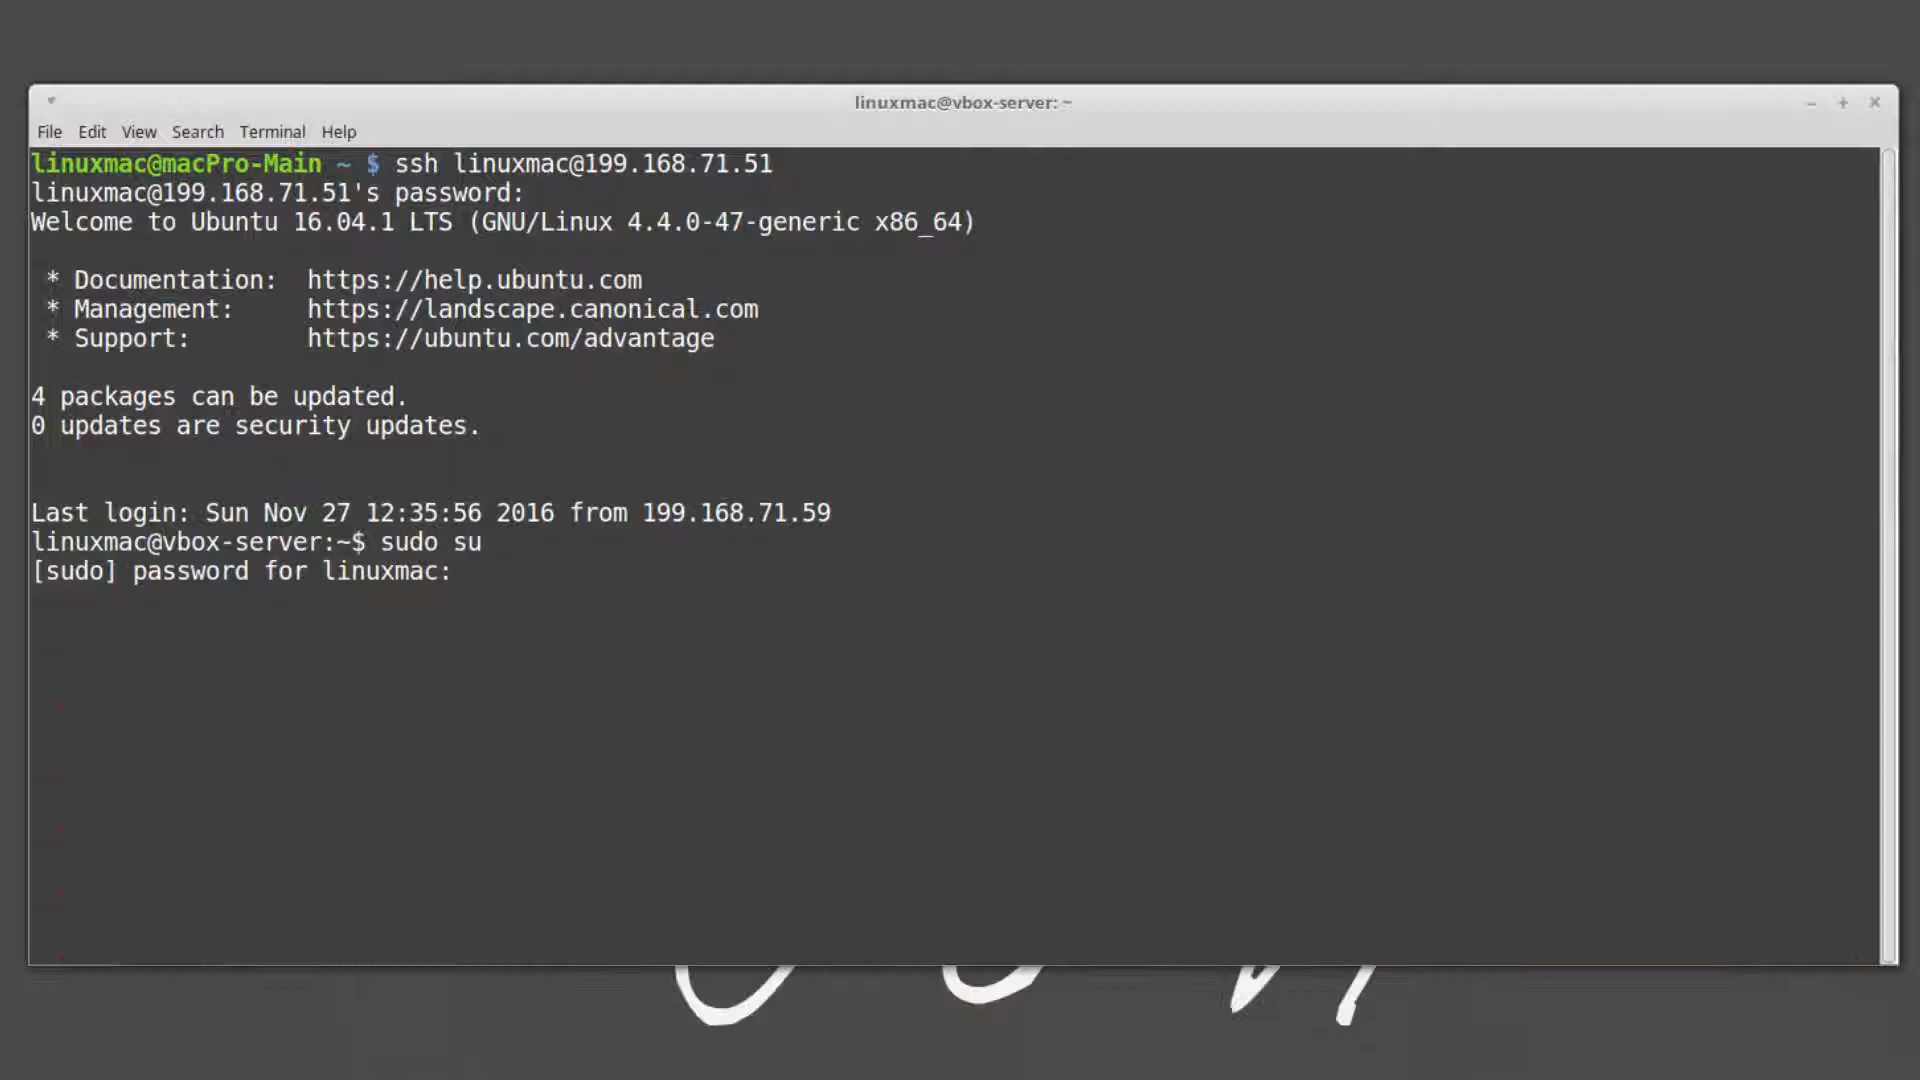 linuxmac@vbox-server: ~
File Edit View Search Terminal Help
linuxmac@macPro-Main ~ $ ssh linuxmac@199.168.71.51
linuxmac@199.168.71.51's password:
Welcome to Ubuntu 16.04.1 LTS (GNU/Linux 4.4.0-47-generic x86_64)
* Documentation:  https://help.ubuntu.com
* Management:     https://landscape.canonical.com
* Support:        https://ubuntu.com/advantage
4 packages can be updated.
0 updates are security updates.
Last login: Sun Nov 27 12:35:56 2016 from 199.168.71.59
linuxmac@vbox-server:~$ sudo su
[sudo] password for linuxmac: